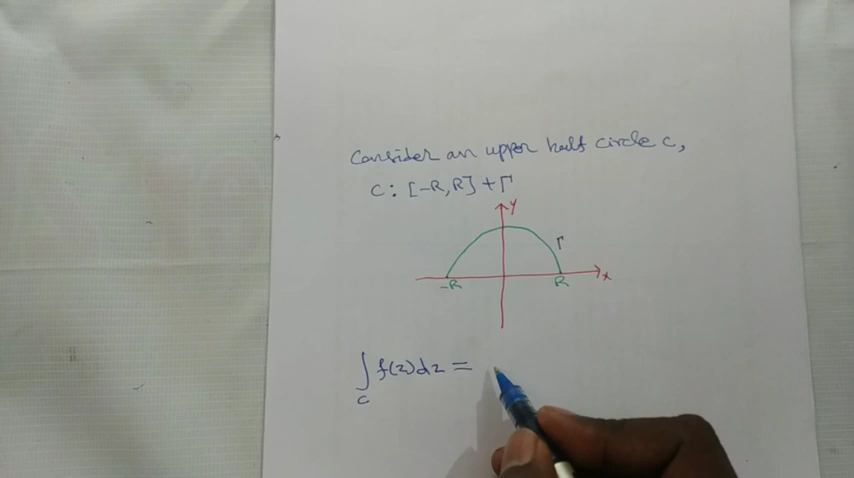 Consider an upper half circle C,
C: [-R, R] + Γ
y
Γ
-R R x
∫ f(z)dz =
C